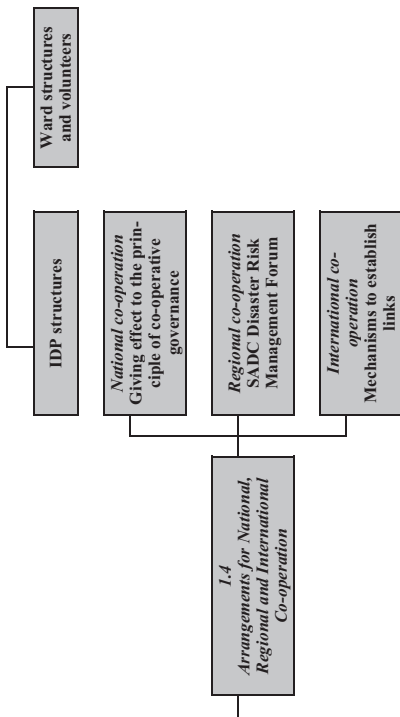 Ward structures
and volunteers
IDP structures
National co-operation
Giving effect to the prin-
ciple of co-operative
governance
Regional co-operation
SADC Disaster Risk
Management Forum
International co-
operation
Mechanisms to establish
links
1.4
Arrangements for National,
Regional and International
Co-operation